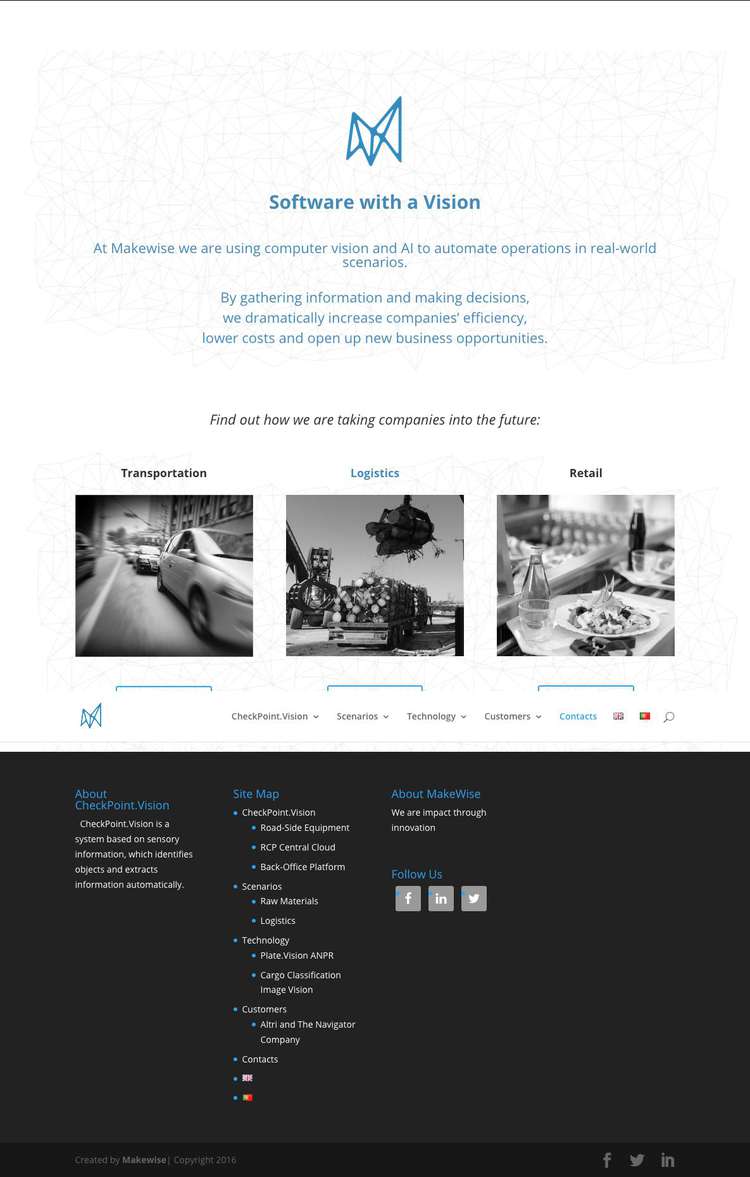 Software with a Vision
At Makewise we are using computer vision and AI to automate operations in real-world
scenarios.
By gathering information and making decisions,
we dramatically increase companies’ efficiency,
lower costs and open up new business opportunities.
Find out how we are taking companies into the future:
Transportation
Logistics
Retail
CheckPoint.Vision
Scenarios
Technology
Customers
Contacts
About
CheckPoint.Vision
CheckPoint.Vision is a
system based on sensory
information, which identifies
objects and extracts
information automatically.
Site Map
CheckPoint.Vision
Road-Side Equipment
RCP Central Cloud
Back-Office Platform
Scenarios
Raw Materials
Logistics
Technology
Plate.Vision ANPR
Cargo Classification
Image Vision
Customers
Altri and The Navigator
Company
Contacts
About MakeWise
We are impact through
innovation
Follow Us
Created by Makewise| Copyright 2016